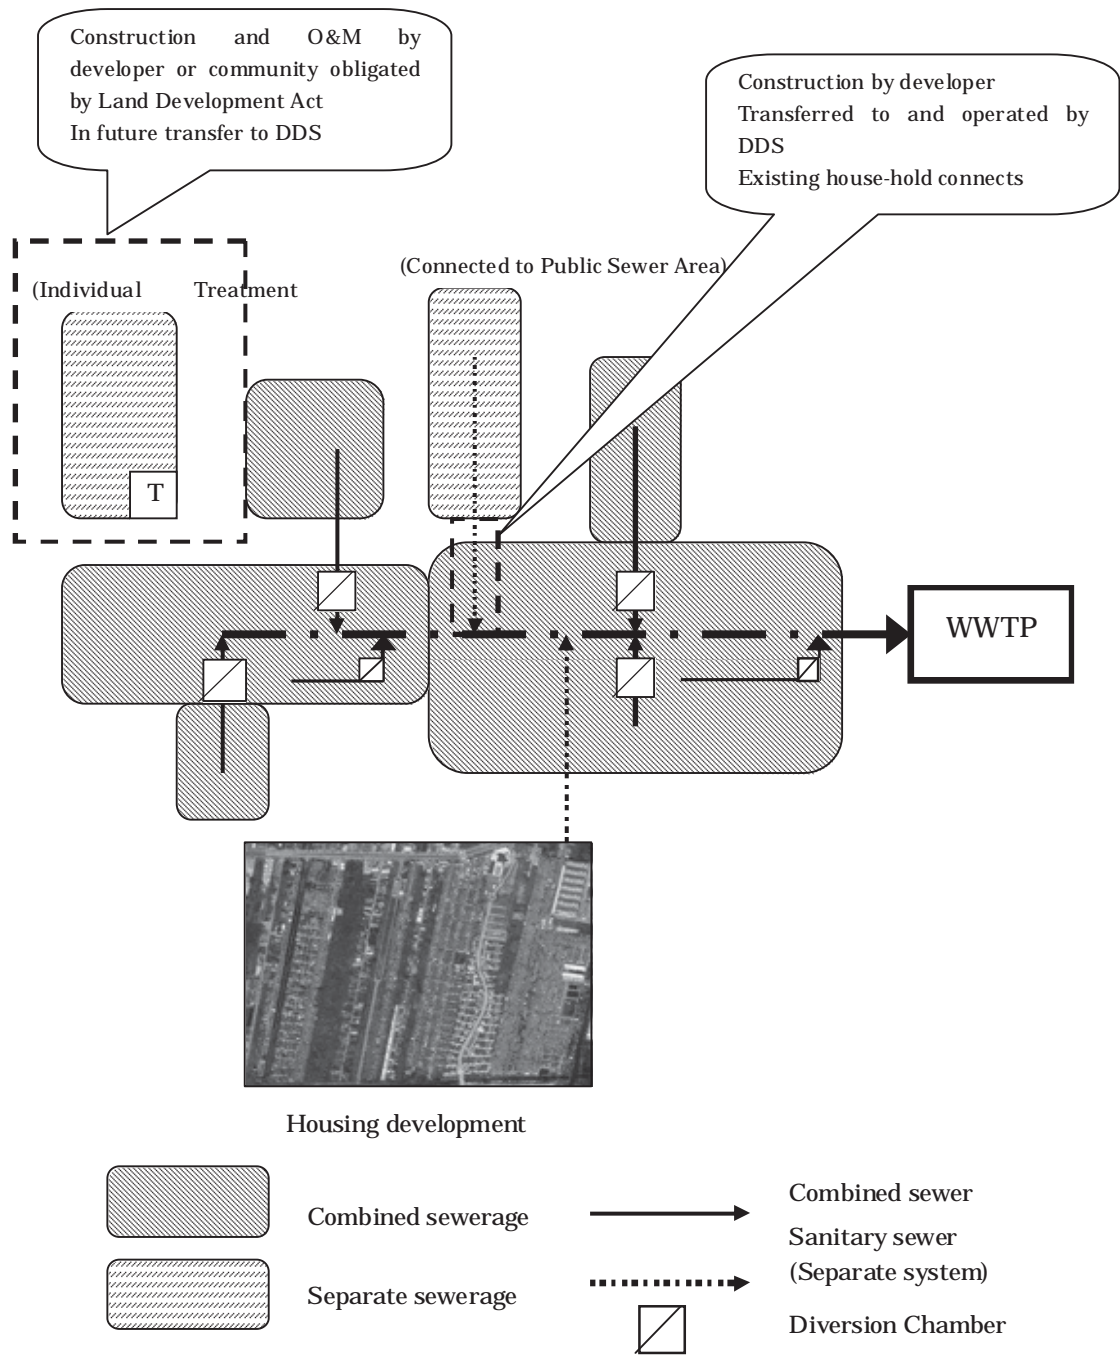 Construction and O&M by
developer or community obligated
by Land Development Act
In future transfer to DDS
Construction by developer
Transferred to and operated by
DDS
Existing house-hold connects
(Connected to Public Sewer Area)
(Individual Treatment
T
WWTP
Housing development
Combined sewerage
Separate sewerage
Combined sewer
Sanitary sewer
(Separate system)
Diversion Chamber